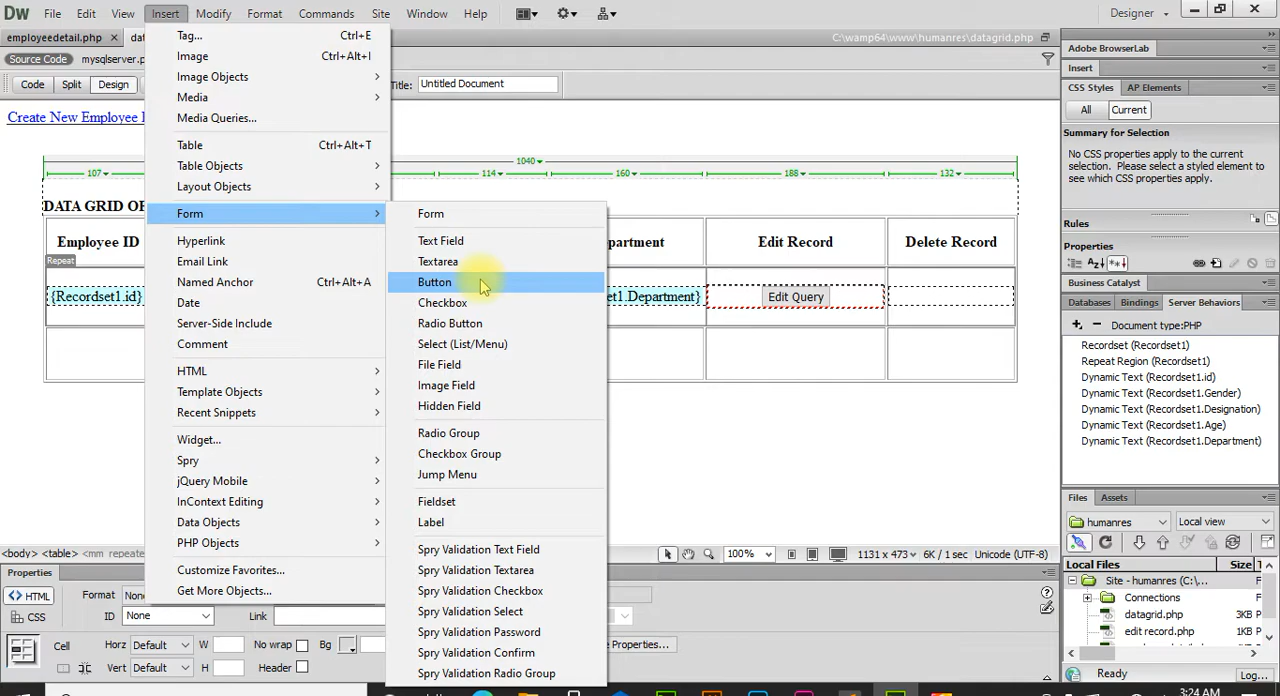 DW File Edit View Insert Modify Format Commands Site Window Help Designer
employeedetail.php × C:\wamp64\www\humanres\datagrid.php
Source Code mysqlserver.p
Code Split Design Title: Untitled Document
Create New Employee
1040
107 114 160 188 132
DATA GRID OF
Employee ID Edit Record Delete Record
Repeat
{Recordset1.id} .Department} Edit Query
Tag... Ctrl+E
Image Ctrl+Alt+I
Image Objects
Media
Media Queries...
Table Ctrl+Alt+T
Table Objects
Layout Objects
Form
Hyperlink
Email Link
Named Anchor Ctrl+Alt+A
Date
Server-Side Include
Comment
HTML
Template Objects
Recent Snippets
Widget...
Spry
jQuery Mobile
InContext Editing
Data Objects
PHP Objects
Customize Favorites...
Get More Objects...
Form
Text Field
Textarea
Button
Checkbox
Radio Button
Select (List/Menu)
File Field
Image Field
Hidden Field
Radio Group
Checkbox Group
Jump Menu
Fieldset
Label
Spry Validation Text Field
Spry Validation Textarea
Spry Validation Checkbox
Spry Validation Select
Spry Validation Password
Spry Validation Confirm
Spry Validation Radio Group
Adobe BrowserLab
Insert
CSS Styles AP Elements
All Current
Summary for Selection
No CSS properties apply to the current
selection. Please select a styled element to
see which CSS properties apply.
Rules
Properties
Business Catalyst
Databases Bindings Server Behaviors
Document type:PHP
Recordset (Recordset1)
Repeat Region (Recordset1)
Dynamic Text (Recordset1.id)
Dynamic Text (Recordset1.Gender)
Dynamic Text (Recordset1.Designation)
Dynamic Text (Recordset1.Age)
Dynamic Text (Recordset1.Department)
Files Assets
humanres Local view
Local Files Size
Site - humanres (C:\...
Connections
datagrid.php 3KB
edit record.php 1KB
Ready Log...
<body> <table> <mm 100% 1131 x 473 6K / 1 sec Unicode (UTF-8)
Properties
HTML Format ID None Link
CSS
Cell Horz Default W No wrap Bg
Vert Default H Header
3:24 AM